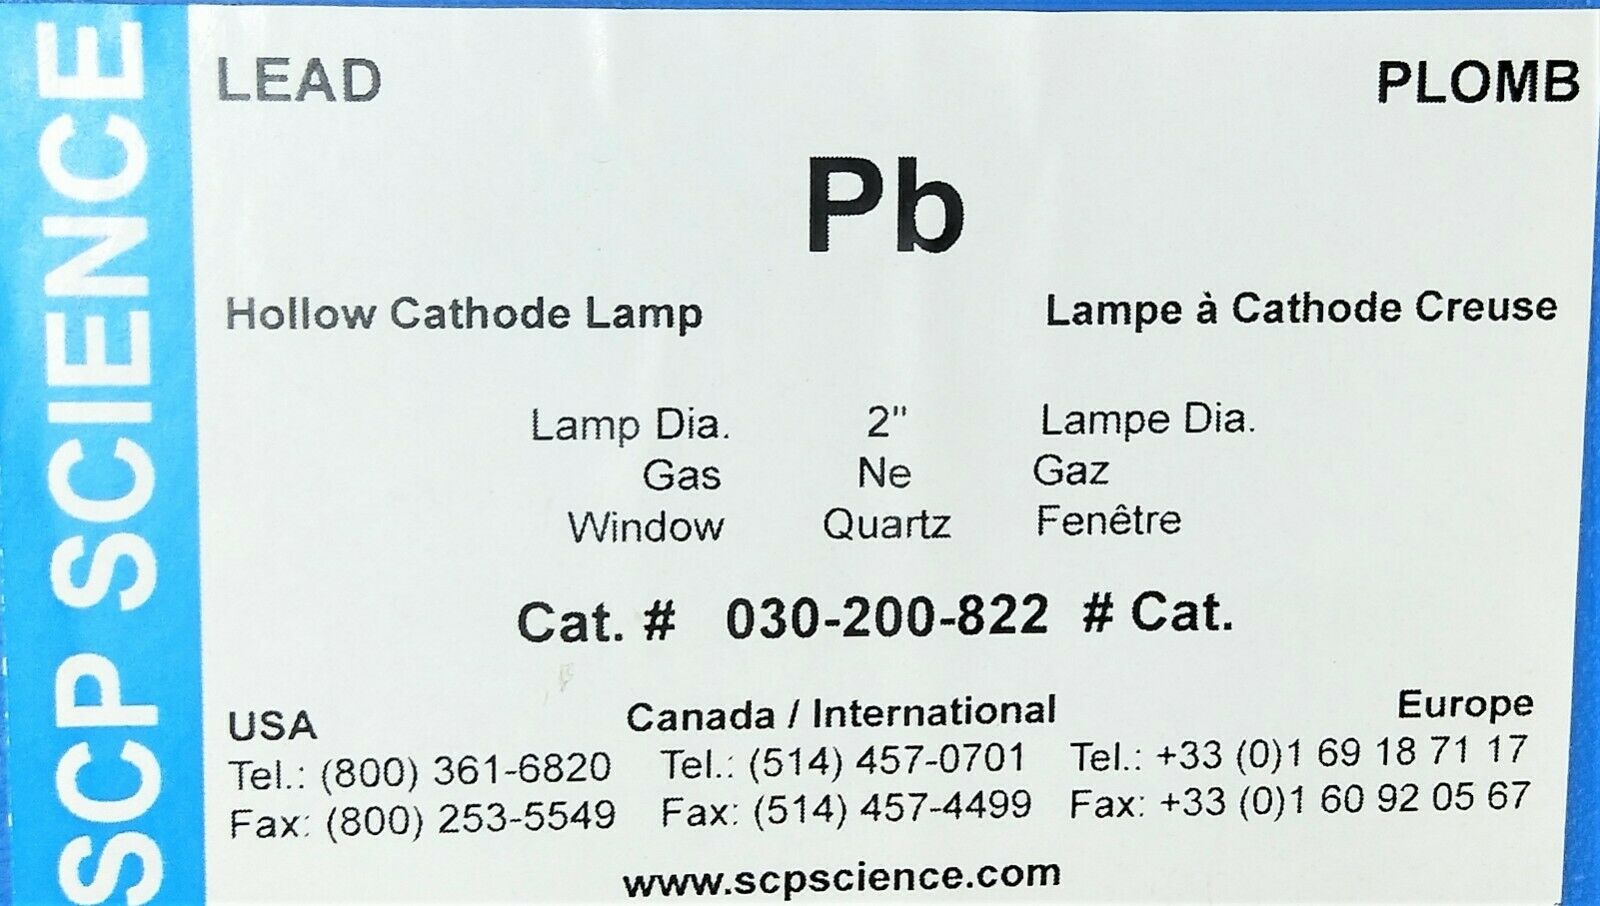 SCP SCIENCE
LEAD PLOMB
Pb
Hollow Cathode Lamp Lampe à Cathode Creuse
Lamp Dia. 2" Lampe Dia.
Gas Ne Gaz
Window Quartz Fenêtre
Cat. # 030-200-822 # Cat.
USA Canada / International Europe
Tel.: (800) 361-6820 Tel.: (514) 457-0701 Tel.: +33 (0)1 69 18 71 17
Fax: (800) 253-5549 Fax: (514) 457-4499 Fax: +33 (0)1 60 92 05 67
www.scpscience.com